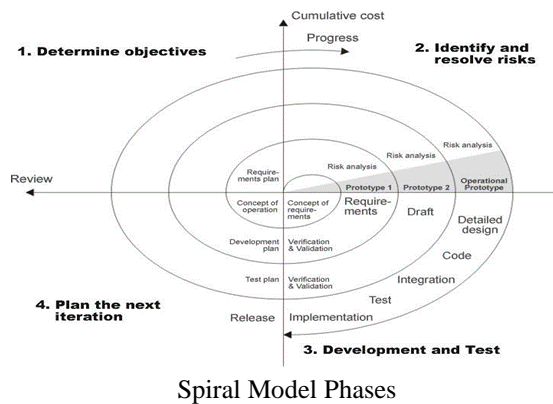 Cumulative cost
Progress
1. Determine objectives
2. Identify and
resolve risks
Review
Risk analysis
Risk analysis
Risk analysis
Require-
ments plan
Prototype 1
Prototype 2
Operational
Prototype
Concept of
operation
Concept of
require-
ments
Require-
ments
Draft
Detailed
design
Development
plan
Verification
& Validation
Code
Test plan
Verification
& Validation
Integration
Test
Release
Implementation
4. Plan the next
iteration
3. Development and Test
Spiral Model Phases